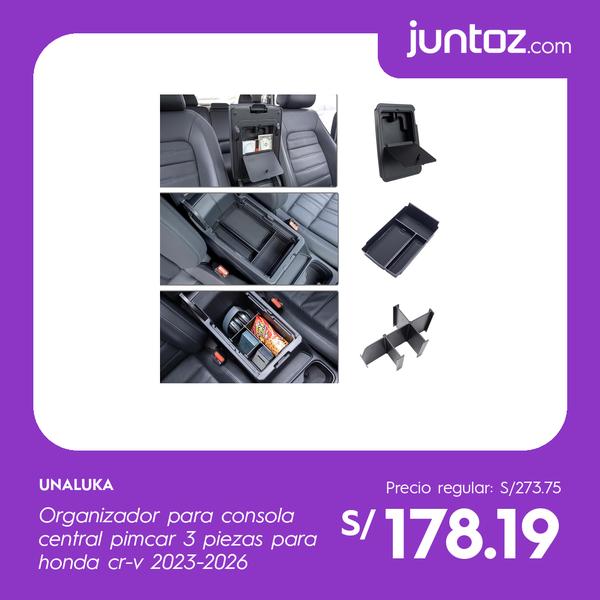 juntoz.com
UNALUKA
Organizador para consola
central pimcar 3 piezas para
honda cr-v 2023-2026
Precio regular: S/273.75
S/178.19